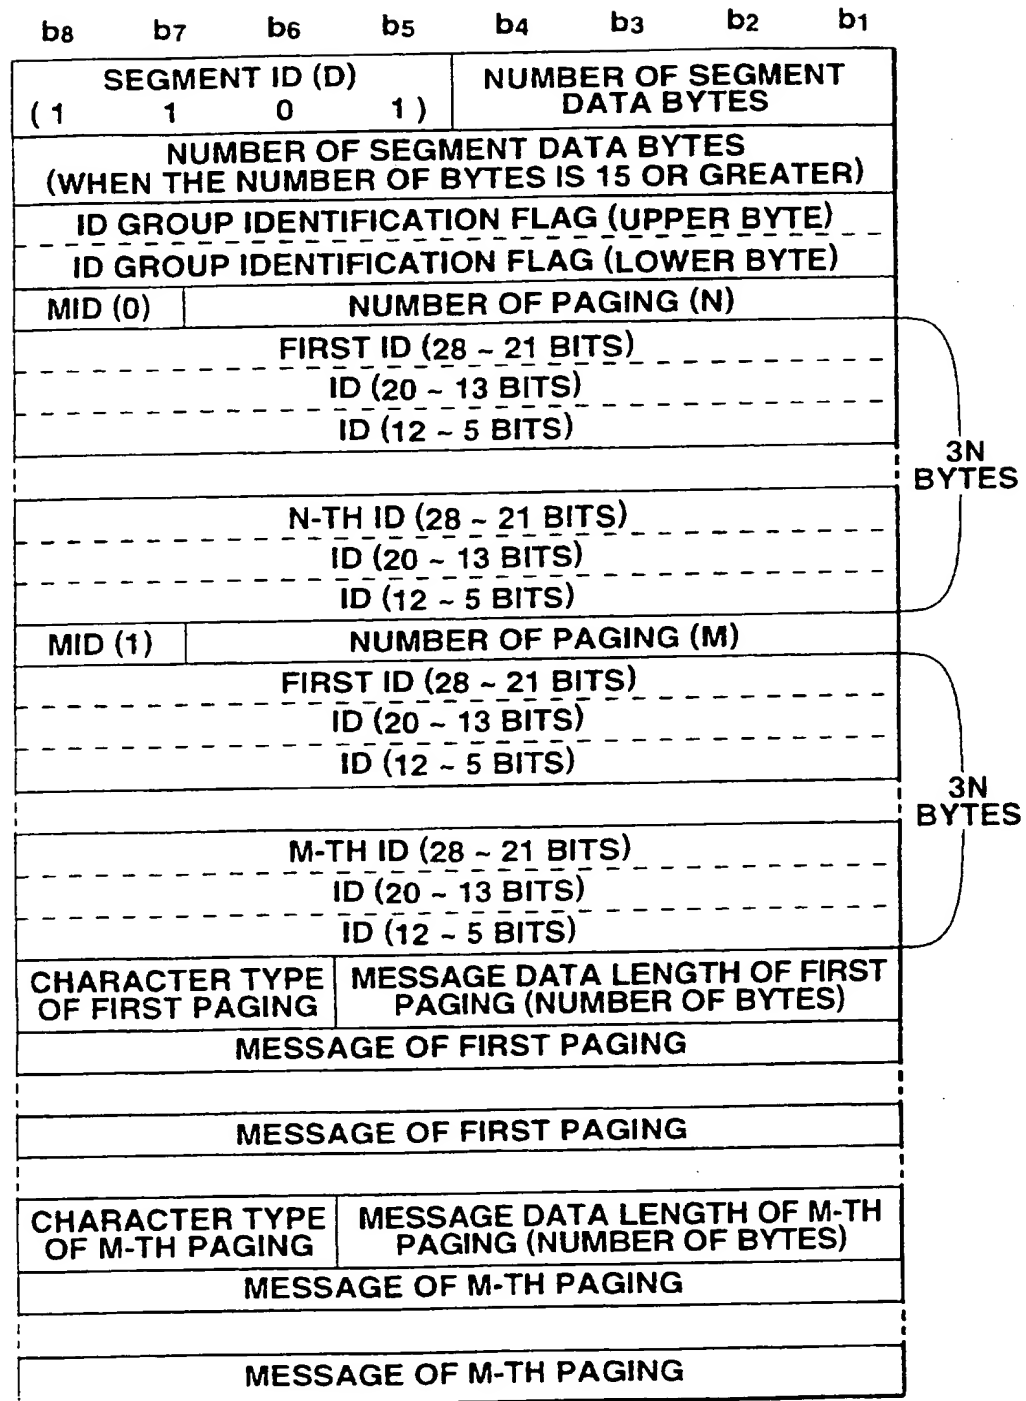 b8 b7 b6 b5 b4 b3 b2 b1
SEGMENT ID (D)
(1 1 0 1)
NUMBER OF SEGMENT
DATA BYTES
NUMBER OF SEGMENT DATA BYTES
(WHEN THE NUMBER OF BYTES IS 15 OR GREATER)
ID GROUP IDENTIFICATION FLAG (UPPER BYTE)
ID GROUP IDENTIFICATION FLAG (LOWER BYTE)
MID (0) NUMBER OF PAGING (N)
FIRST ID (28 ~ 21 BITS)
ID (20 ~ 13 BITS)
ID (12 ~ 5 BITS)
3N
BYTES
N-TH ID (28 ~ 21 BITS)
ID (20 ~ 13 BITS)
ID (12 ~ 5 BITS)
MID (1) NUMBER OF PAGING (M)
FIRST ID (28 ~ 21 BITS)
ID (20 ~ 13 BITS)
ID (12 ~ 5 BITS)
3N
BYTES
M-TH ID (28 ~ 21 BITS)
ID (20 ~ 13 BITS)
ID (12 ~ 5 BITS)
CHARACTER TYPE
OF FIRST PAGING
MESSAGE DATA LENGTH OF FIRST
PAGING (NUMBER OF BYTES)
MESSAGE OF FIRST PAGING
MESSAGE OF FIRST PAGING
CHARACTER TYPE
OF M-TH PAGING
MESSAGE DATA LENGTH OF M-TH
PAGING (NUMBER OF BYTES)
MESSAGE OF M-TH PAGING
MESSAGE OF M-TH PAGING